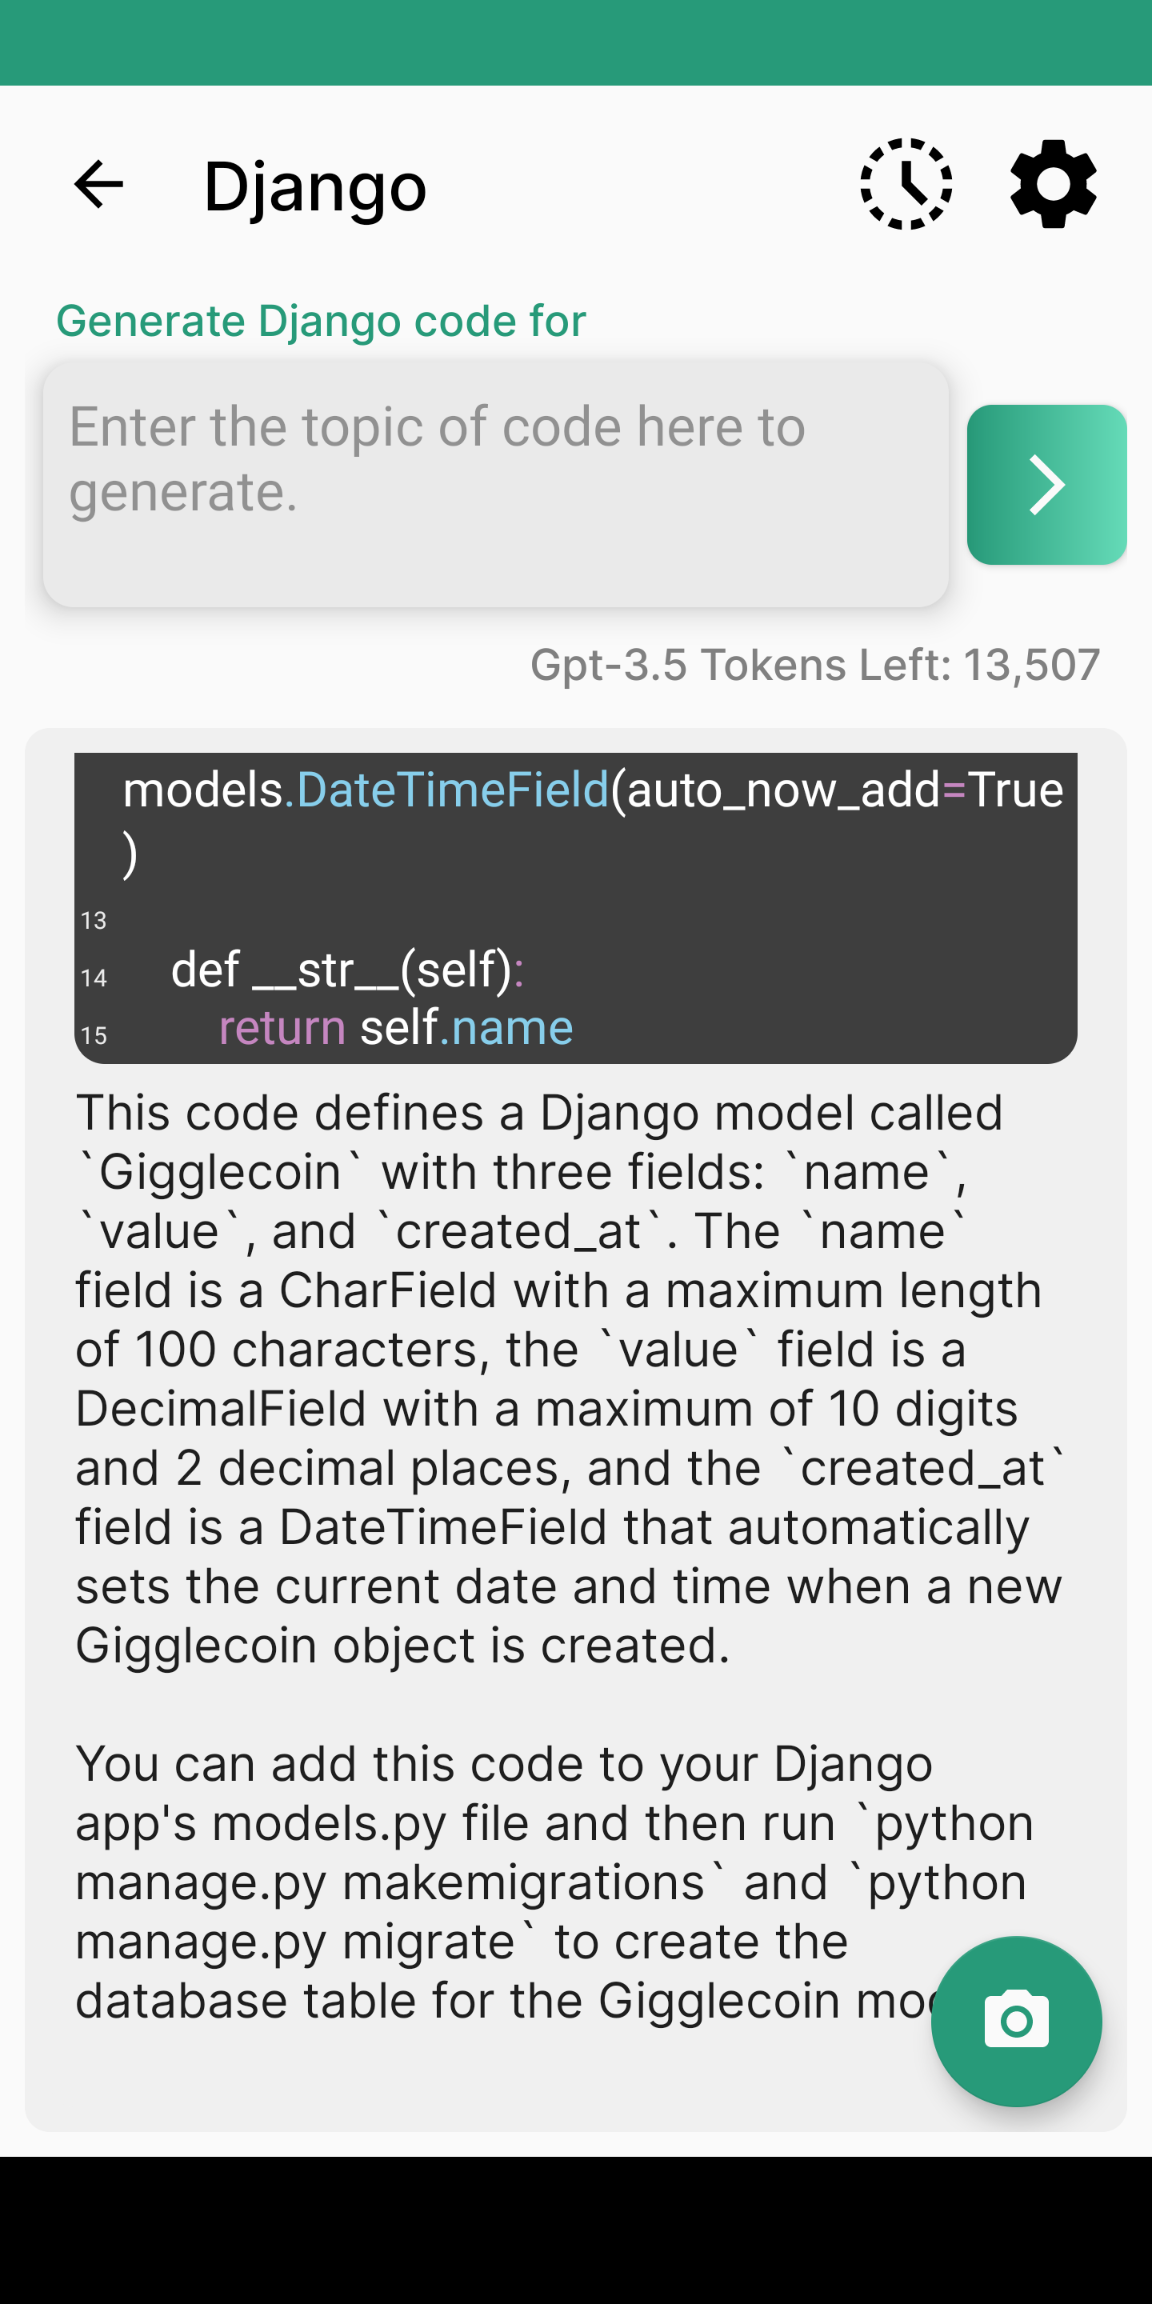 Django
Generate Django code for
Enter the topic of code here to
generate.
Gpt-3.5 Tokens Left: 13,507
models.DateTimeField(auto_now_add=True
)
13
14 def __str__(self):
15 return self.name
This code defines a Django model called
`Gigglecoin` with three fields: `name`,
`value`, and `created_at`. The `name`
field is a CharField with a maximum length
of 100 characters, the `value` field is a
DecimalField with a maximum of 10 digits
and 2 decimal places, and the `created_at`
field is a DateTimeField that automatically
sets the current date and time when a new
Gigglecoin object is created.
You can add this code to your Django
app's models.py file and then run `python
manage.py makemigrations` and `python
manage.py migrate` to create the
database table for the Gigglecoin